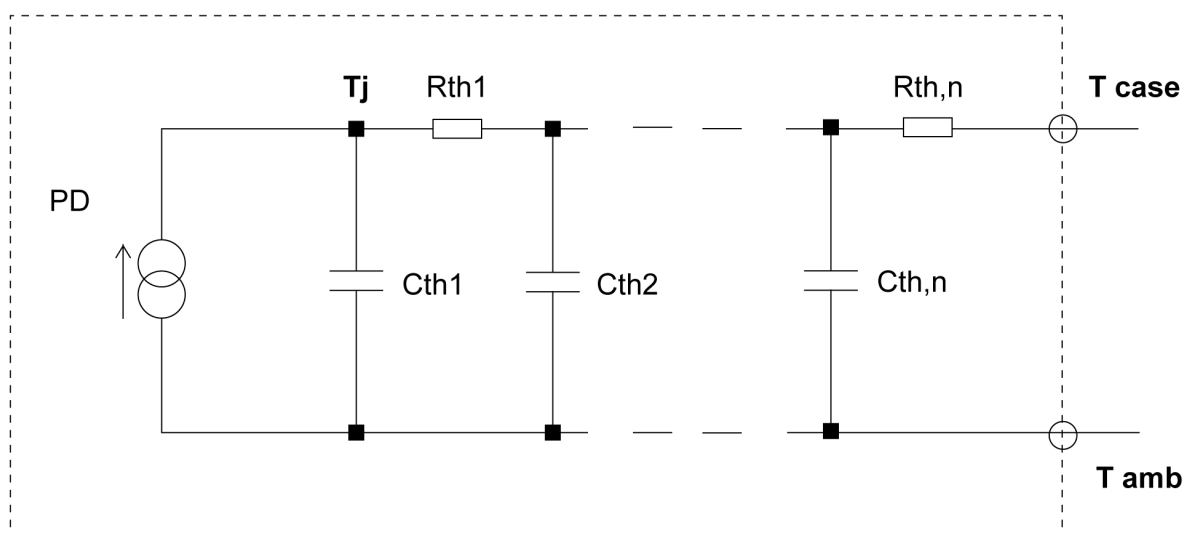 Tj
Rth1
Rth,n
T case
PD
Cth1
Cth2
Cth,n
T amb